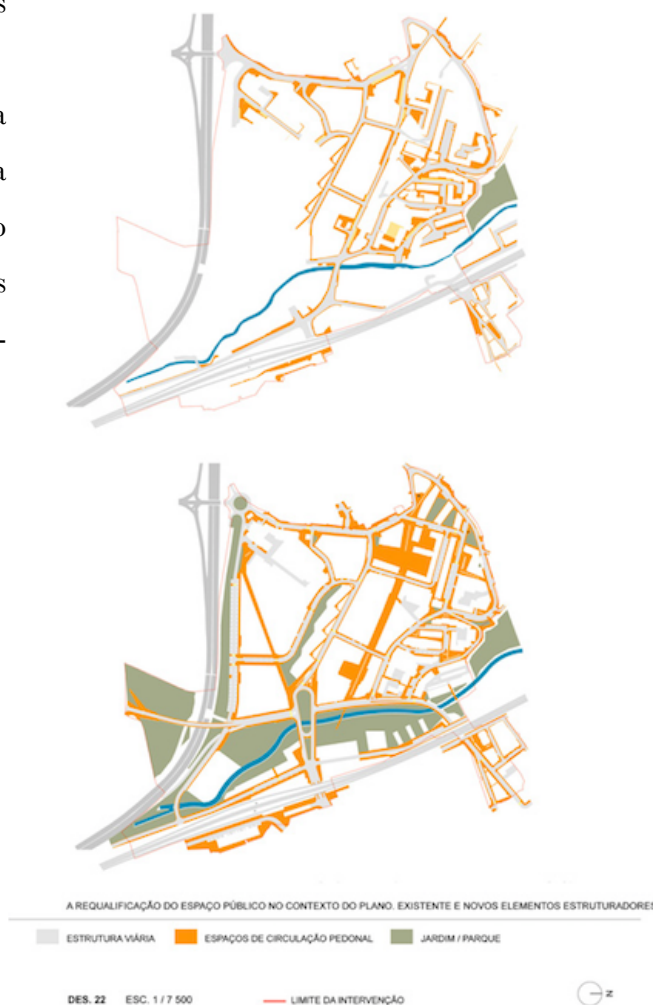 s
a
a
o
s
-
A REQUALIFICAÇÃO DO ESPAÇO PÚBLICO NO CONTEXTO DO PLANO. EXISTENTE E NOVOS ELEMENTOS ESTRUTURADORES
ESTRUTURA VIÁRIA ESPAÇOS DE CIRCULAÇÃO PEDONAL JARDIM / PARQUE
DES. 22 ESC. 1 / 7 500 LIMITE DA INTERVENÇÃO N